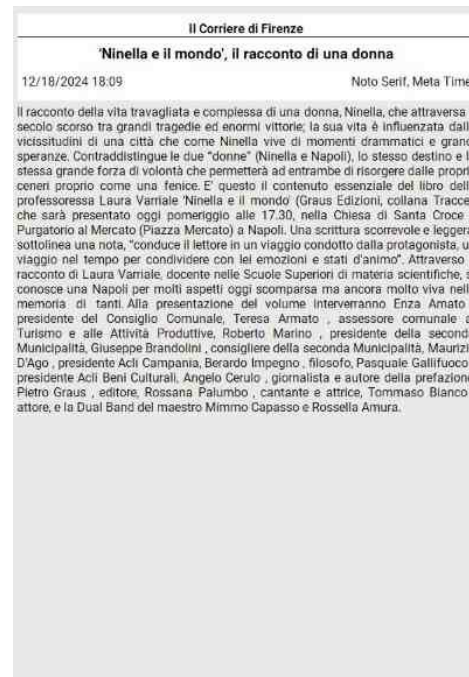 Il Corriere di Firenze
'Ninella e il mondo', il racconto di una donna
12/18/2024 18:09 Noto Serif, Meta Time
Il racconto della vita travagliata e complessa di una donna, Ninella, che attraversa
secolo scorso tra grandi tragedie ed enormi vittorie; la sua vita è influenzata dall
vicissitudini di una città che come Ninella vive di momenti drammatici e grand
speranze. Contraddistingue le due "donne" (Ninella e Napoli), lo stesso destino e l
stessa grande forza di volontà che permetterà ad entrambe di risorgere dalle propri
ceneri proprio come una fenice. E' questo il contenuto essenziale del libro dell
professoressa Laura Varriale 'Ninella e il mondo' (Graus Edizioni, collana Tracce
che sarà presentato oggi pomeriggio alle 17.30, nella Chiesa di Santa Croce
Purgatorio al Mercato (Piazza Mercato) a Napoli. Una scrittura scorrevole e leggera
sottolinea una nota, "conduce il lettore in un viaggio condotto dalla protagonista, u
viaggio nel tempo per condividere con lei emozioni e stati d'animo". Attraverso
racconto di Laura Varriale, docente nelle Scuole Superiori di materia scientifiche, s
conosce una Napoli per molti aspetti oggi scomparsa ma ancora molto viva nell
memoria di tanti. Alla presentazione del volume interverranno Enza Amato
presidente del Consiglio Comunale, Teresa Armato , assessore comunale a
Turismo e alle Attività Produttive, Roberto Marino , presidente della second
Municipalità, Giuseppe Brandolini , consigliere della seconda Municipalità, Maurizi
D'Ago , presidente Acli Campania, Berardo Impegno , filosofo, Pasquale Gallifuoco
presidente Acli Beni Culturali, Angelo Cerulo , giornalista e autore della prefazione
Pietro Graus , editore, Rossana Palumbo , cantante e attrice, Tommaso Bianco
attore, e la Dual Band del maestro Mimmo Capasso e Rossella Amura.